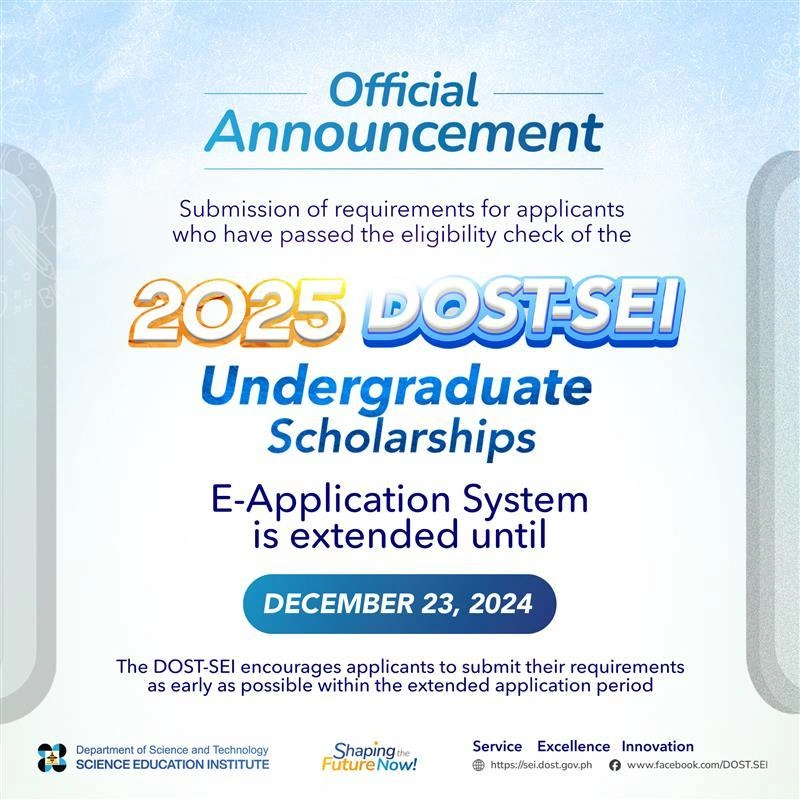 Official
Announcement
Submission of requirements for applicants
who have passed the eligibility check of the
2025 DOST-SEI
Undergraduate
Scholarships
E-Application System
is extended until
DECEMBER 23, 2024
The DOST-SEI encourages applicants to submit their requirements
as early as possible within the extended application period
Department of Science and Technology
SCIENCE EDUCATION INSTITUTE
Shaping the
Future Now!
Service Excellence Innovation
https://sei.dost.gov.ph www.facebook.com/DOST.SEI